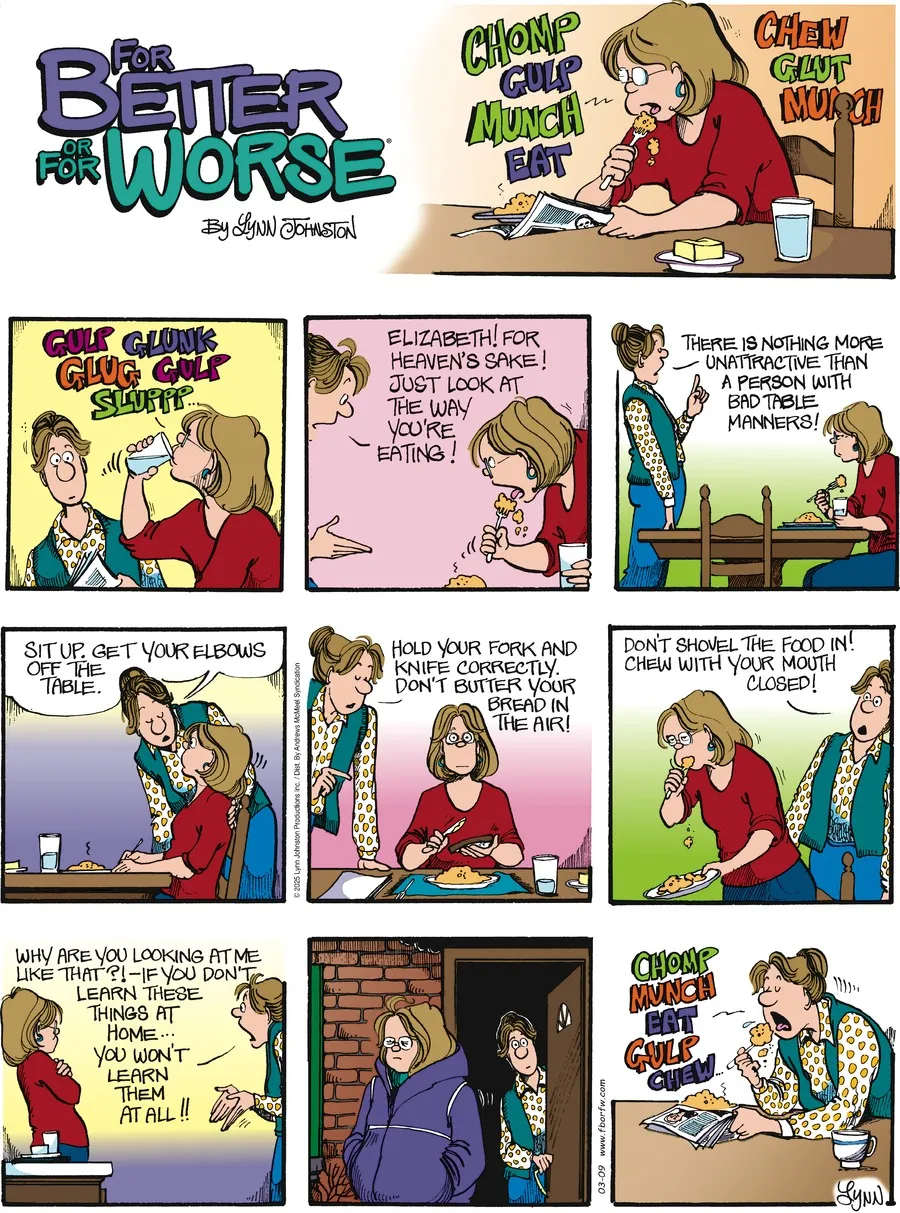 FOR
BETTER
OR
FOR WORSE®
BY LYNN JOHNSTON
CHOMP
GULP
MUNCH
EAT
CHEW
GLUT
MUNCH
GULP GLUNK
GLUG GULP
SLUPPP...
ELIZABETH! FOR
HEAVEN'S SAKE!
JUST LOOK AT
THE WAY
YOU'RE
EATING!
THERE IS NOTHING MORE
UNATTRACTIVE THAN
A PERSON WITH
BAD TABLE
MANNERS!
SIT UP. GET YOUR ELBOWS
OFF THE
TABLE.
© 2025 Lynn Johnston Productions Inc. / Dist. By Andrews McMeel Syndication
HOLD YOUR FORK AND
KNIFE CORRECTLY.
DON'T BUTTER YOUR
BREAD IN
THE AIR!
DON'T SHOVEL THE FOOD IN!
CHEW WITH YOUR MOUTH
CLOSED!
WHY ARE YOU LOOKING AT ME
LIKE THAT?!-IF YOU DON'T
LEARN THESE
THINGS AT
HOME...
YOU WON'T
LEARN
THEM
AT ALL!!
03-09 www.fborfw.com
CHOMP
MUNCH
EAT
GULP
CHEW...
LYNN